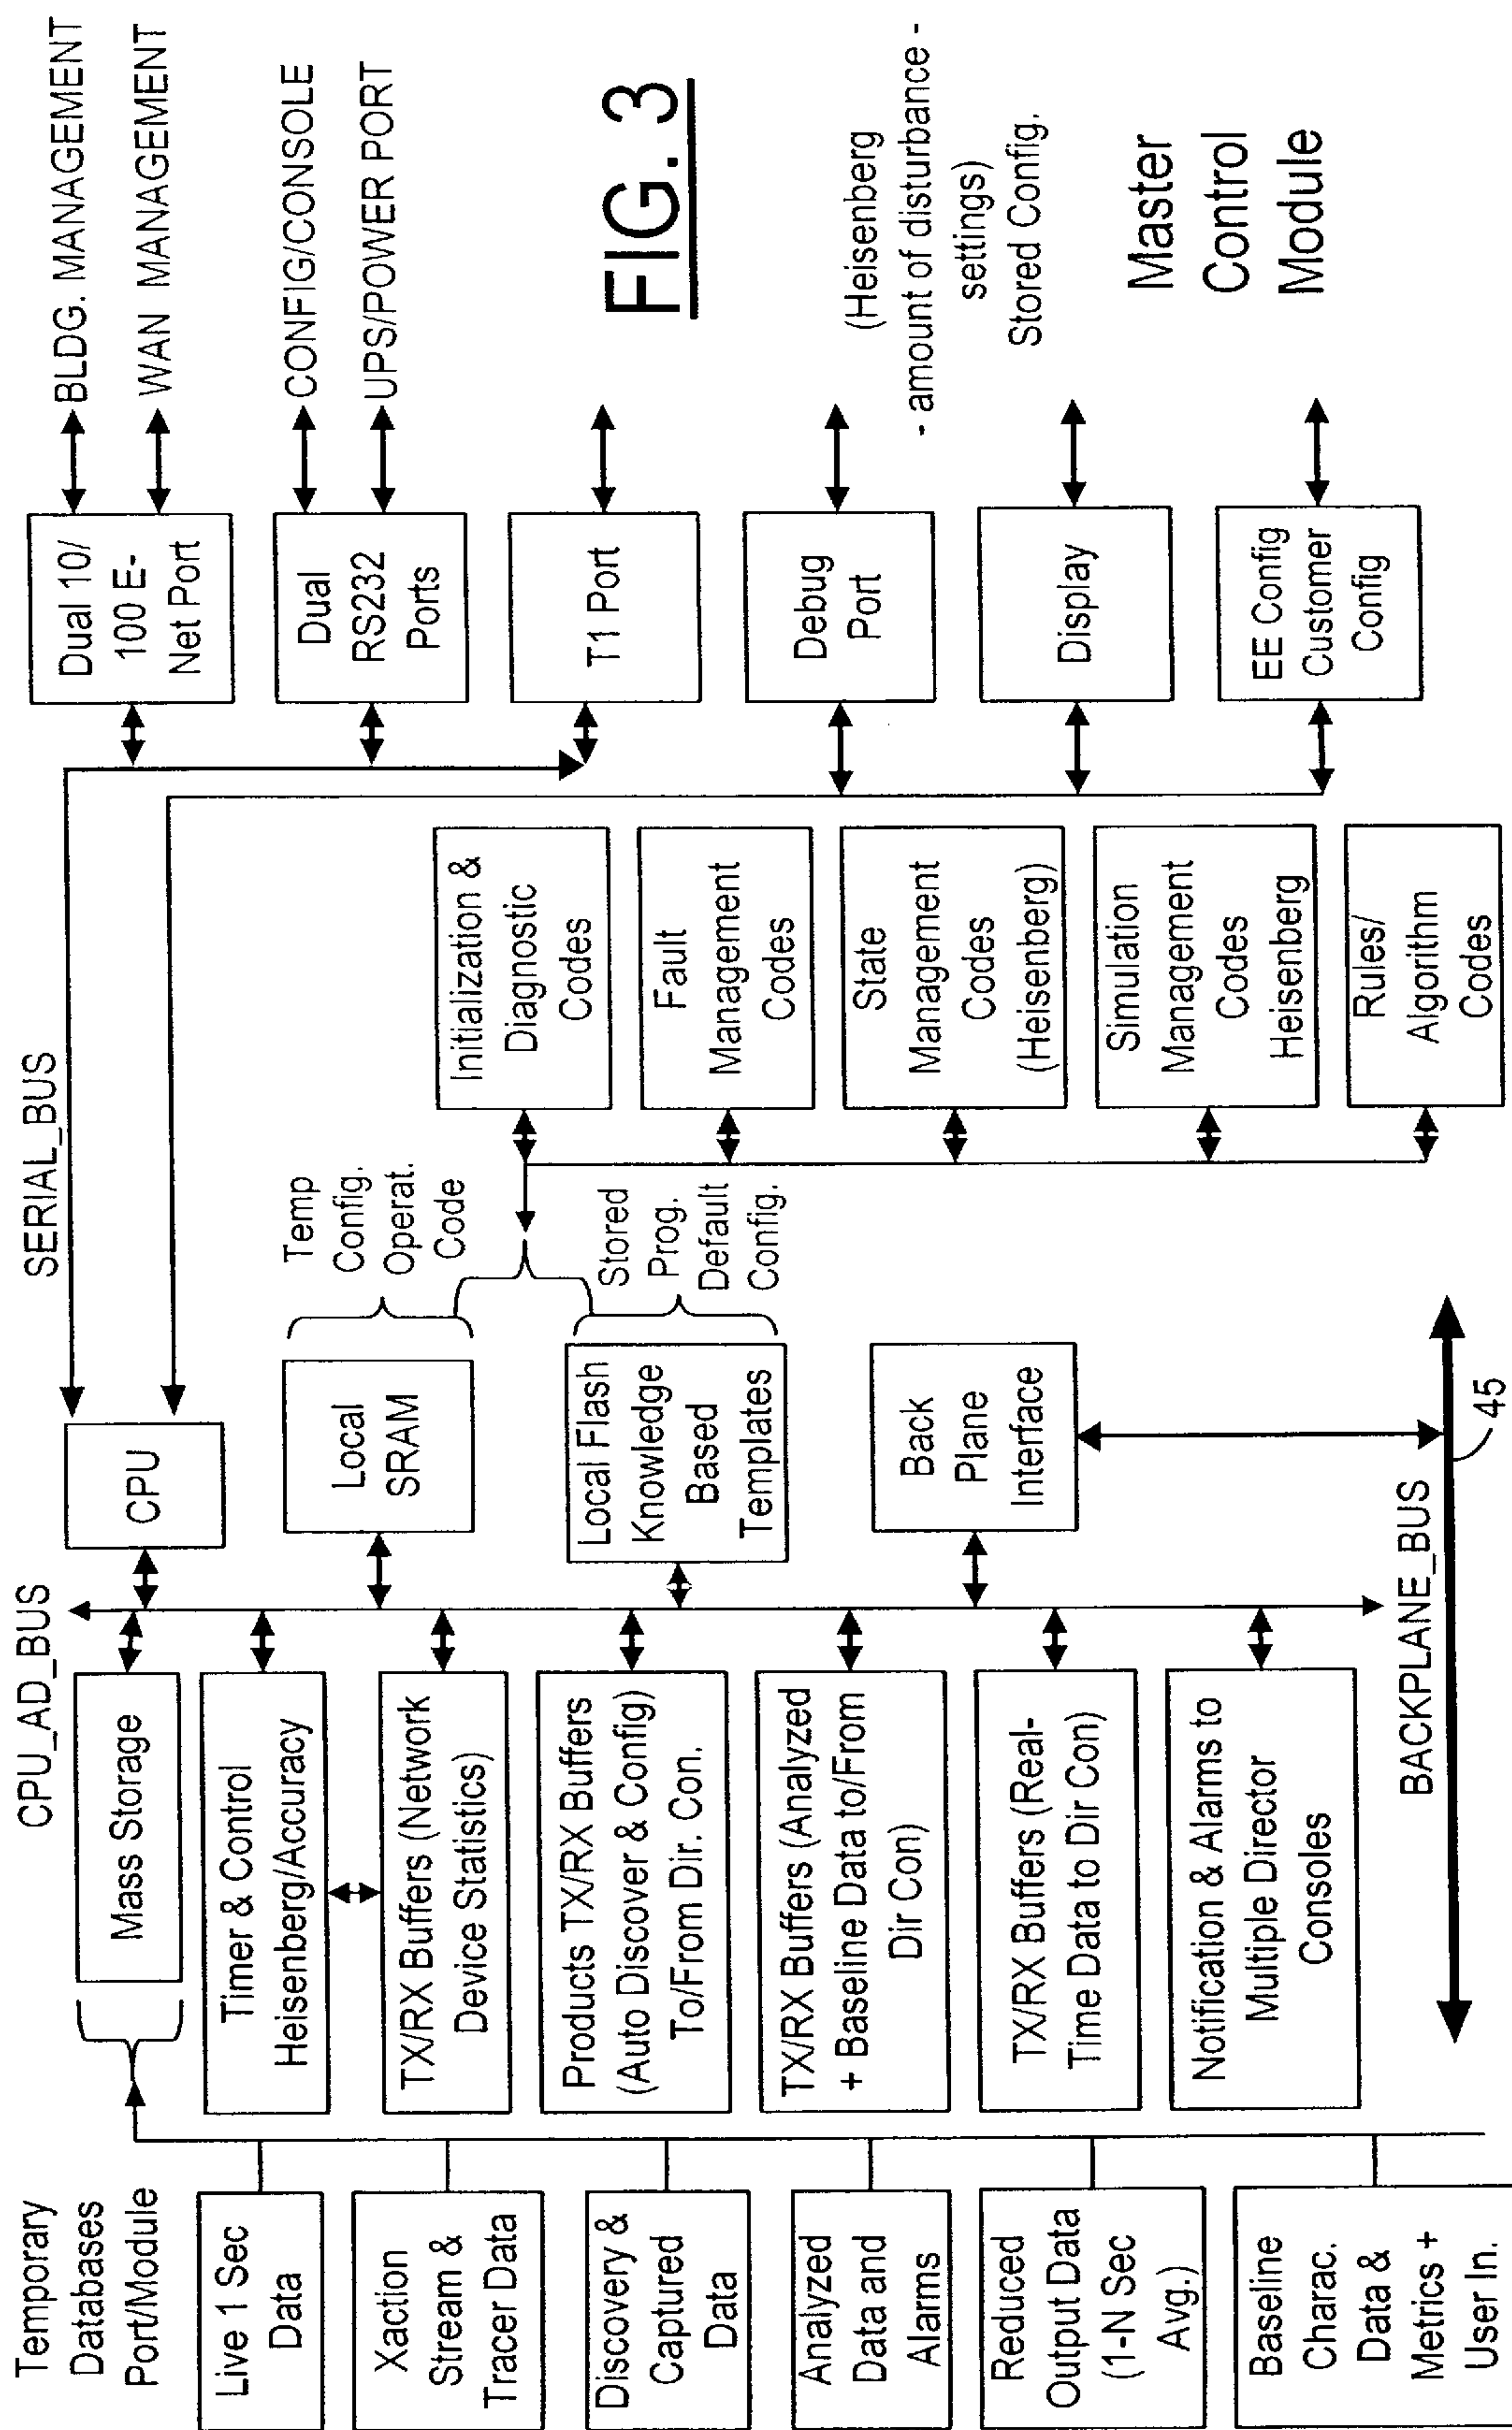 Temporary
Databases
Port/Module
Live 1 Sec
Data
Xaction
Stream &
Tracer Data
Discovery &
Captured
Data
Analyzed
Data and
Alarms
Reduced
Output Data
(1-N Sec
Avg.)
Baseline
Charac.
Data &
Metrics +
User In.
CPU_AD_BUS
Mass Storage
Timer & Control
Heisenberg/Accuracy
TX/RX Buffers (Network
Device Statistics)
Products TX/RX Buffers
(Auto Discover & Config)
To/From Dir. Con.
TX/RX Buffers (Analyzed
+ Baseline Data to/From
Dir Con)
TX/RX Buffers (Real-
Time Data to Dir Con)
Notification & Alarms to
Multiple Director
Consoles
BACKPLANE_BUS
45
CPU
Local
SRAM
Local Flash
Knowledge
Based
Templates
Back
Plane
Interface
SERIAL_BUS
Temp
Config.
Operat.
Code
Stored
Prog.
Default
Config.
Initialization &
Diagnostic
Codes
Fault
Management
Codes
State
Management
Codes
(Heisenberg)
Simulation
Management
Codes
Heisenberg
Rules/
Algorithm
Codes
Dual 10/
100 E-
Net Port
Dual
RS232
Ports
T1 Port
Debug
Port
Display
EE Config
Customer
Config
BLDG. MANAGEMENT
WAN MANAGEMENT
CONFIG/CONSOLE
UPS/POWER PORT
FIG. 3
(Heisenberg
- amount of disturbance -
settings)
Stored Config.
Master
Control
Module